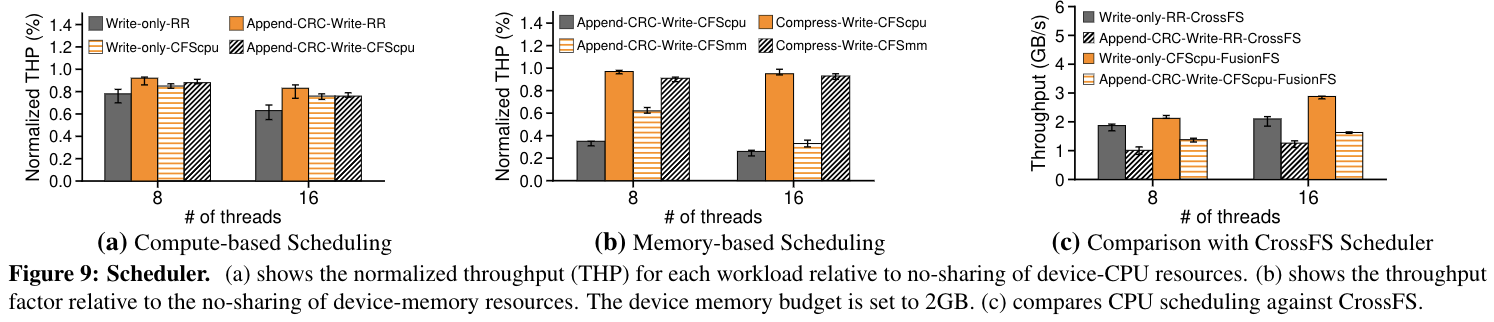 Normalized THP (%)
1.4
1.2
1.0
0.8
0.6
0.4
0.2
0.0
Write-only-RR
Append-CRC-Write-RR
Write-only-CFScpu
Append-CRC-Write-CFScpu
8
16
# of threads
(a) Compute-based Scheduling
Normalized THP (%)
1.4
1.2
1.0
0.8
0.6
0.4
0.2
0.0
Append-CRC-Write-CFScpu
Compress-Write-CFScpu
Append-CRC-Write-CFSmm
Compress-Write-CFSmm
8
16
# of threads
(b) Memory-based Scheduling
Throughput (GB/s)
6
5
4
3
2
1
0
Write-only-RR-CrossFS
Append-CRC-Write-RR-CrossFS
Write-only-CFScpu-FusionFS
Append-CRC-Write-CFScpu-FusionFS
8
16
# of threads
(c) Comparison with CrossFS Scheduler
Figure 9: Scheduler. (a) shows the normalized throughput (THP) for each workload relative to no-sharing of device-CPU resources. (b) shows the throughput
factor relative to the no-sharing of device-memory resources. The device memory budget is set to 2GB. (c) compares CPU scheduling against CrossFS.